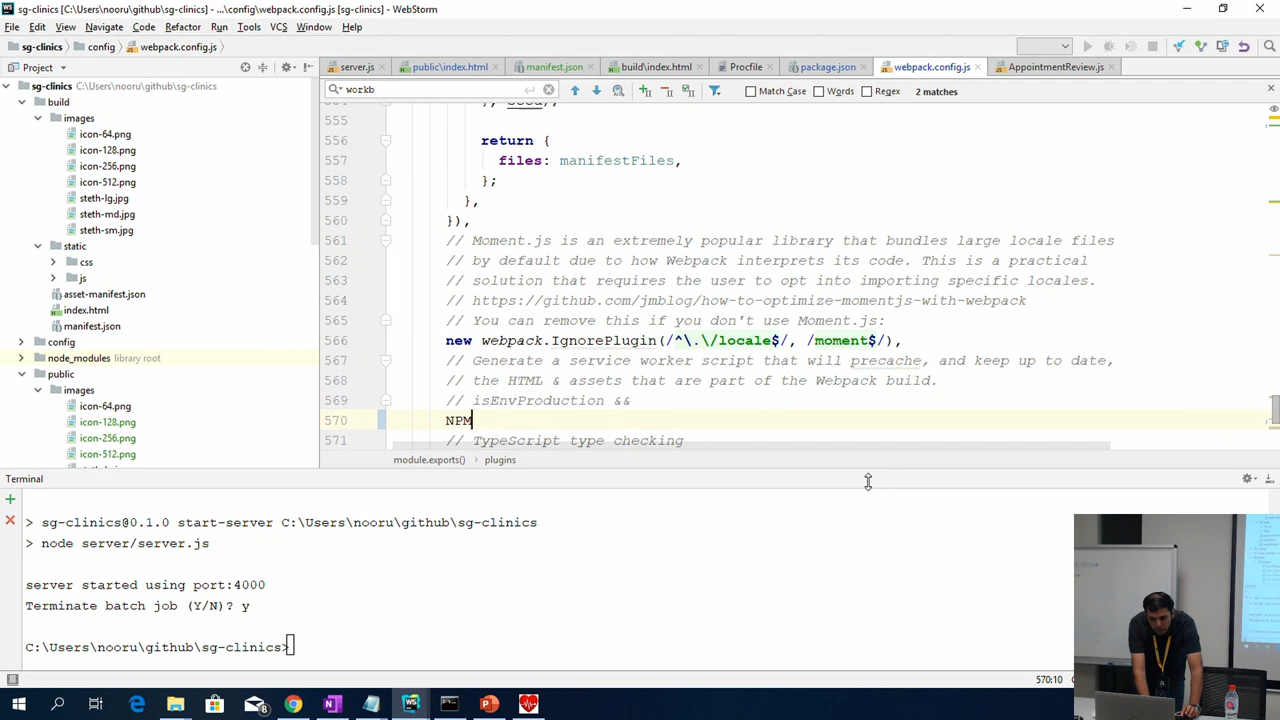 sg-clinics [C:\Users\nooru\github\sg-clinics] - ...\config\webpack.config.js [sg-clinics] - WebStorm
File Edit View Navigate Code Refactor Run Tools VCS Window Help
sg-clinics config webpack.config.js
Project
server.js public\index.html manifest.json build\index.html Procfile package.json webpack.config.js AppointmentReview.js
workb
Match Case Words Regex 2 matches
sg-clinics C:\Users\nooru\github\sg-clinics
build
images
icon-64.png
icon-128.png
icon-256.png
icon-512.png
steth-lg.jpg
steth-md.jpg
steth-sm.jpg
static
css
js
asset-manifest.json
index.html
manifest.json
config
node_modules library root
public
images
icon-64.png
icon-128.png
icon-256.png
icon-512.png
555
556 return {
557 files: manifestFiles,
558 };
559 },
560 }),
561 // Moment.js is an extremely popular library that bundles large locale files
562 // by default due to how Webpack interprets its code. This is a practical
563 // solution that requires the user to opt into importing specific locales.
564 // https://github.com/jmblog/how-to-optimize-momentjs-with-webpack
565 // You can remove this if you don't use Moment.js:
566 new webpack.IgnorePlugin(/^\.\/locale$/, /moment$/),
567 // Generate a service worker script that will precache, and keep up to date,
568 // the HTML & assets that are part of the Webpack build.
569 // isEnvProduction &&
570 NPM
571 // TypeScript type checking
module.exports() plugins
Terminal
> sg-clinics@0.1.0 start-server C:\Users\nooru\github\sg-clinics
> node server/server.js
server started using port:4000
Terminate batch job (Y/N)? y
C:\Users\nooru\github\sg-clinics>
570:10
8